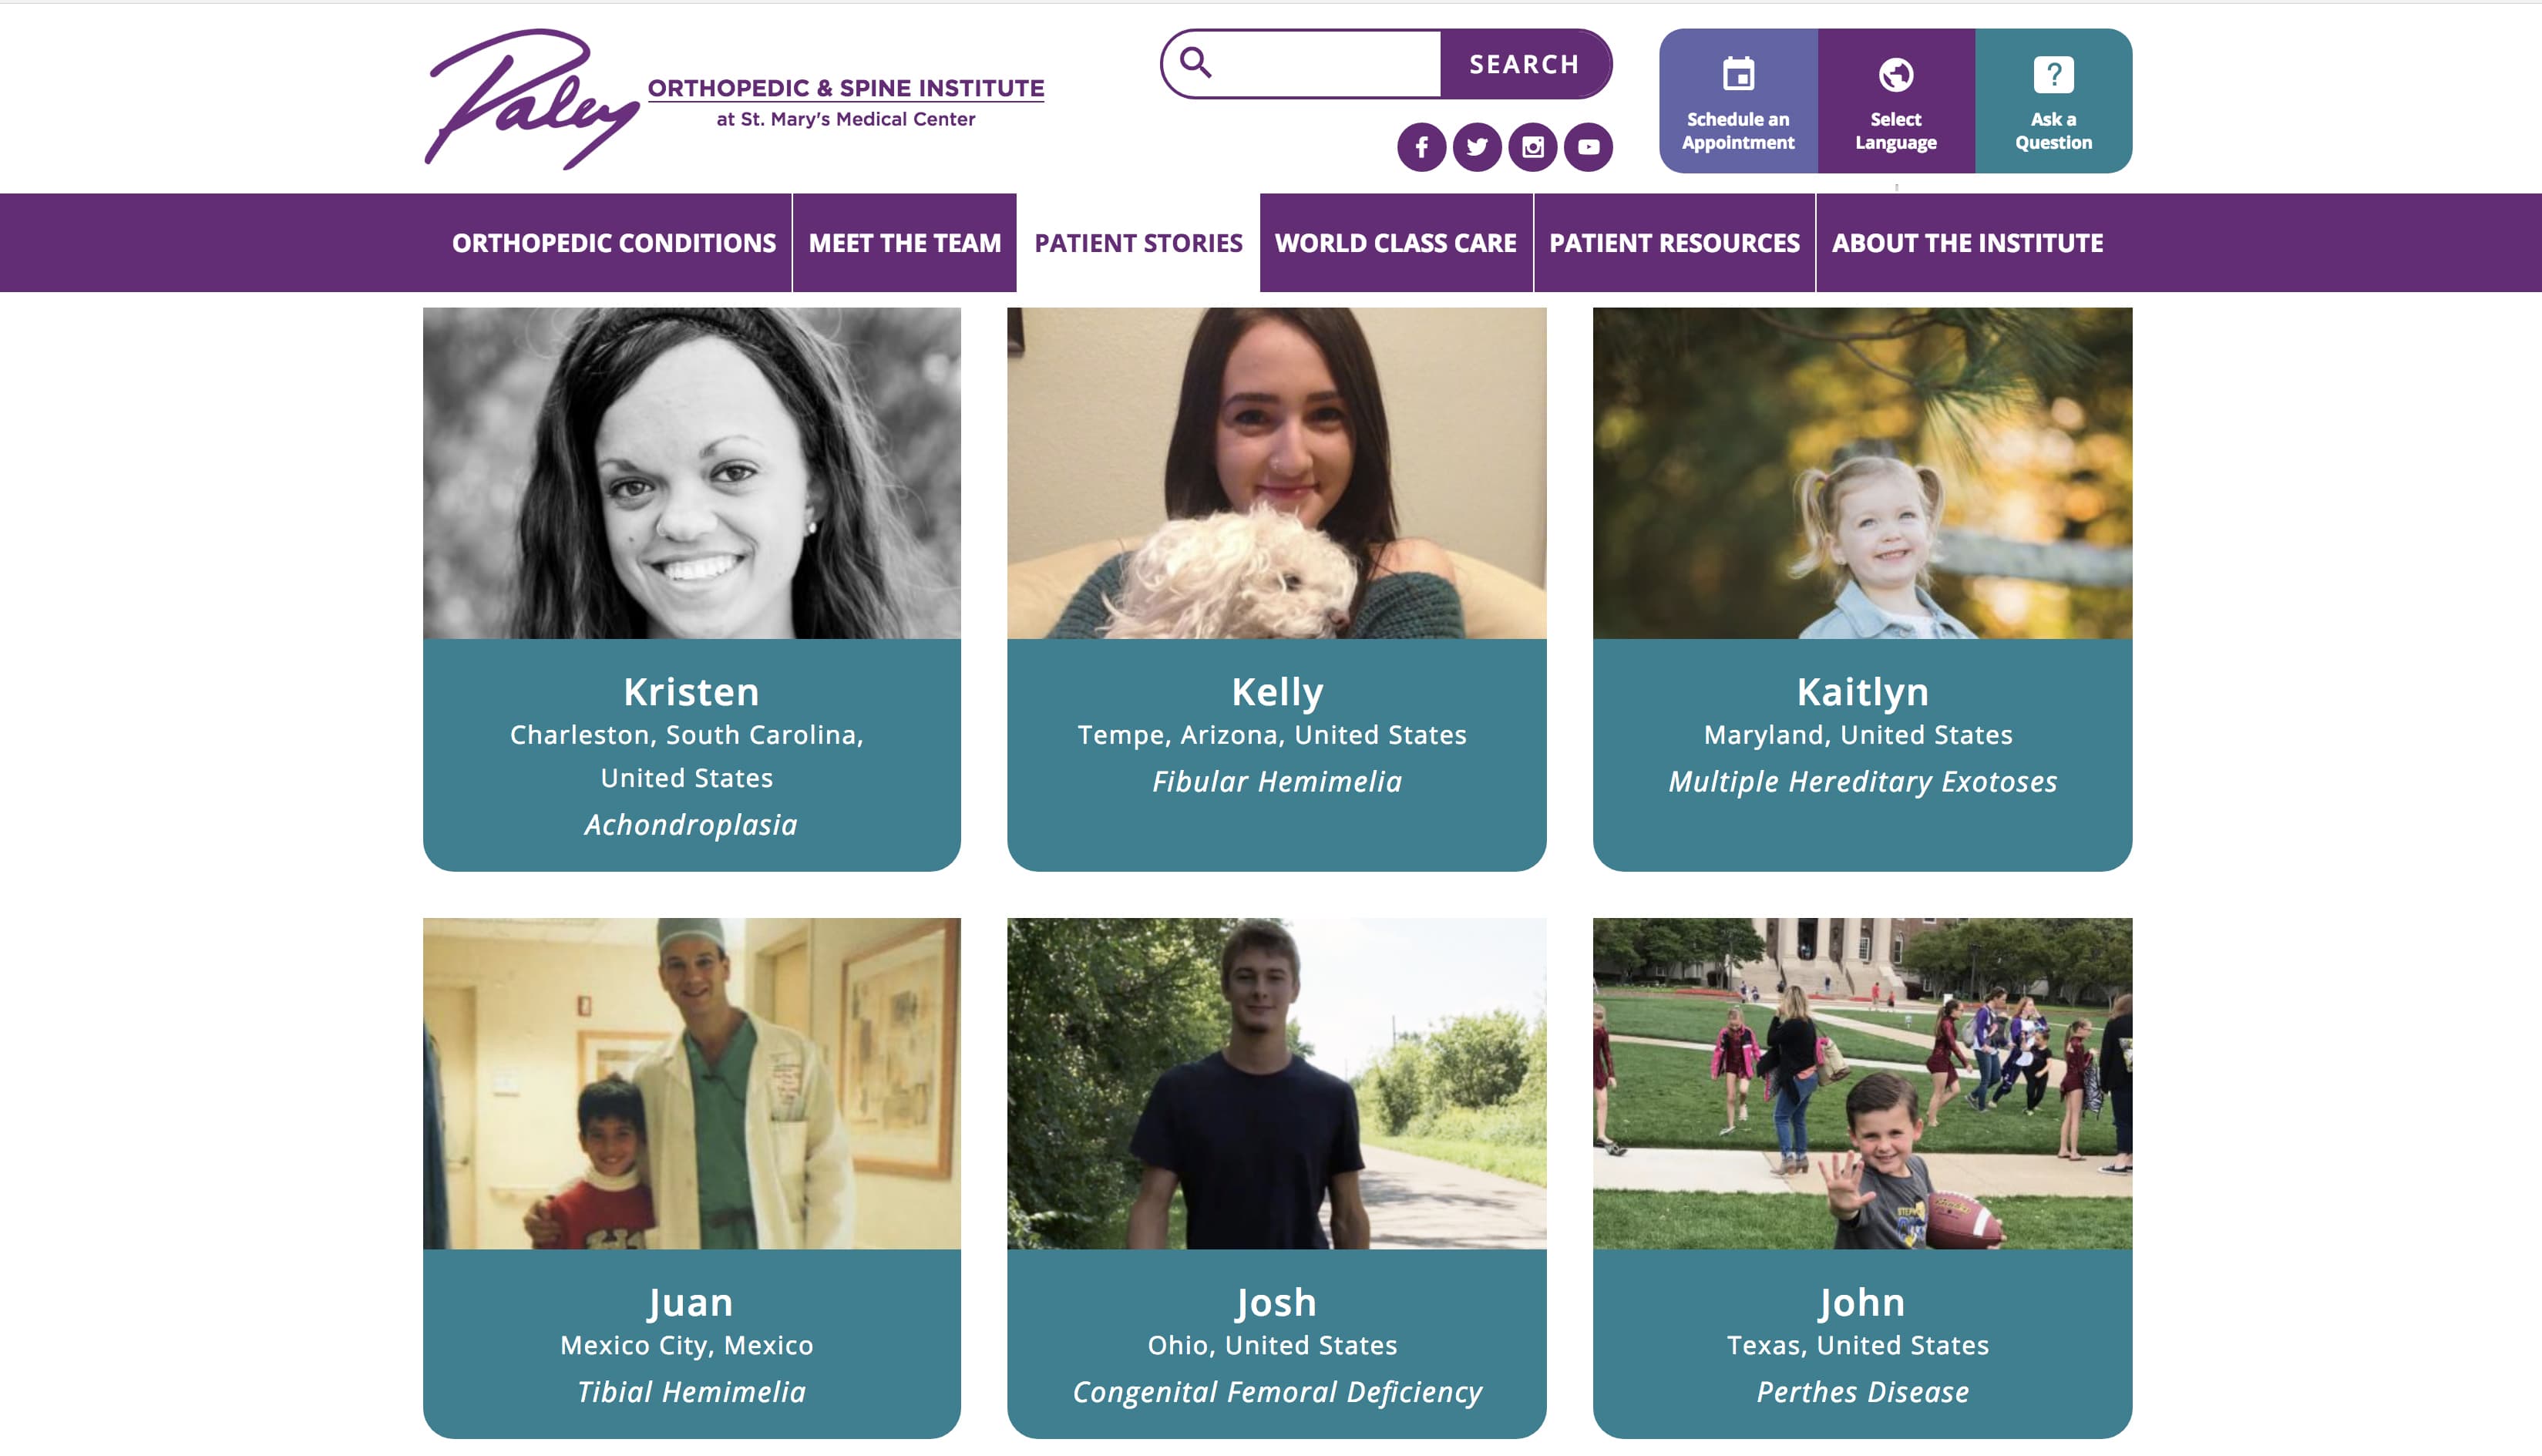 Paley
ORTHOPEDIC & SPINE INSTITUTE
at St. Mary's Medical Center
SEARCH
Schedule an
Appointment
Select
Language
?
Ask a
Question
ORTHOPEDIC CONDITIONS
MEET THE TEAM
PATIENT STORIES
WORLD CLASS CARE
PATIENT RESOURCES
ABOUT THE INSTITUTE
Kristen
Charleston, South Carolina,
United States
Achondroplasia
Kelly
Tempe, Arizona, United States
Fibular Hemimelia
Kaitlyn
Maryland, United States
Multiple Hereditary Exotoses
Juan
Mexico City, Mexico
Tibial Hemimelia
Josh
Ohio, United States
Congenital Femoral Deficiency
John
Texas, United States
Perthes Disease